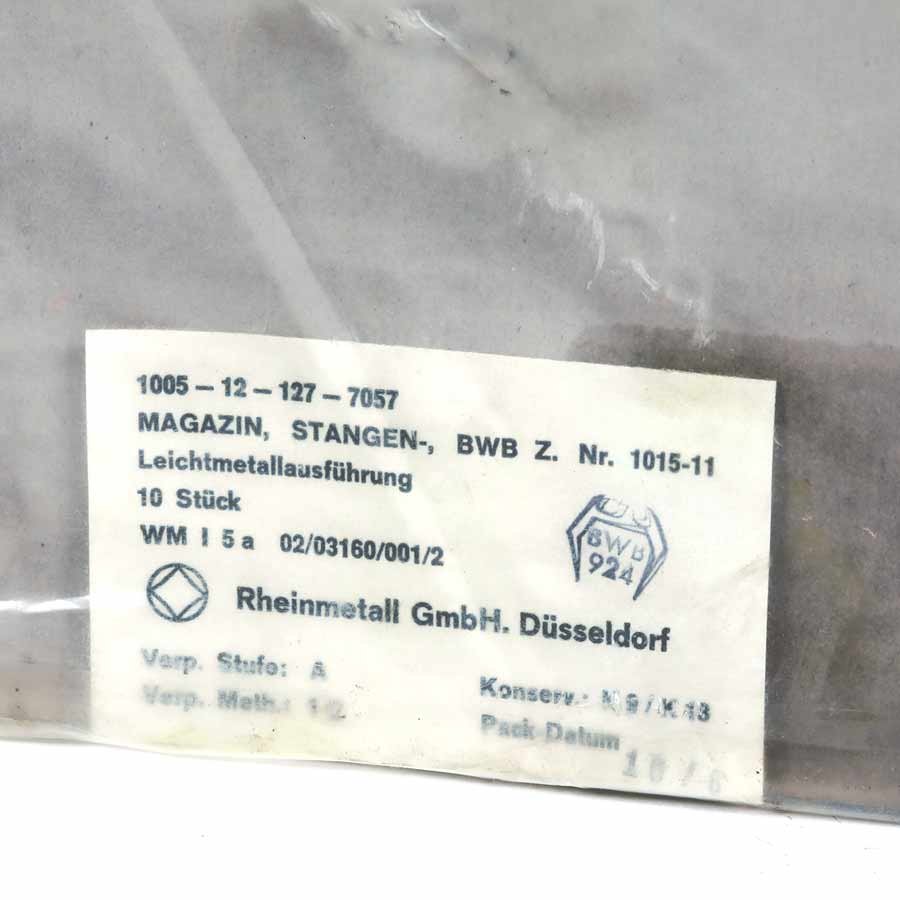 1005 – 12 – 127 – 7057
MAGAZIN, STANGEN-, BWB Z. Nr. 1015-11
Leichtmetallausführung
10 Stück
WM I 5 a 02/03160/001/2
BWB
924
Rheinmetall GmbH. Düsseldorf
Verp. Stufe: A
Konserv.:
Verp. Meth.:
Pack-Datum